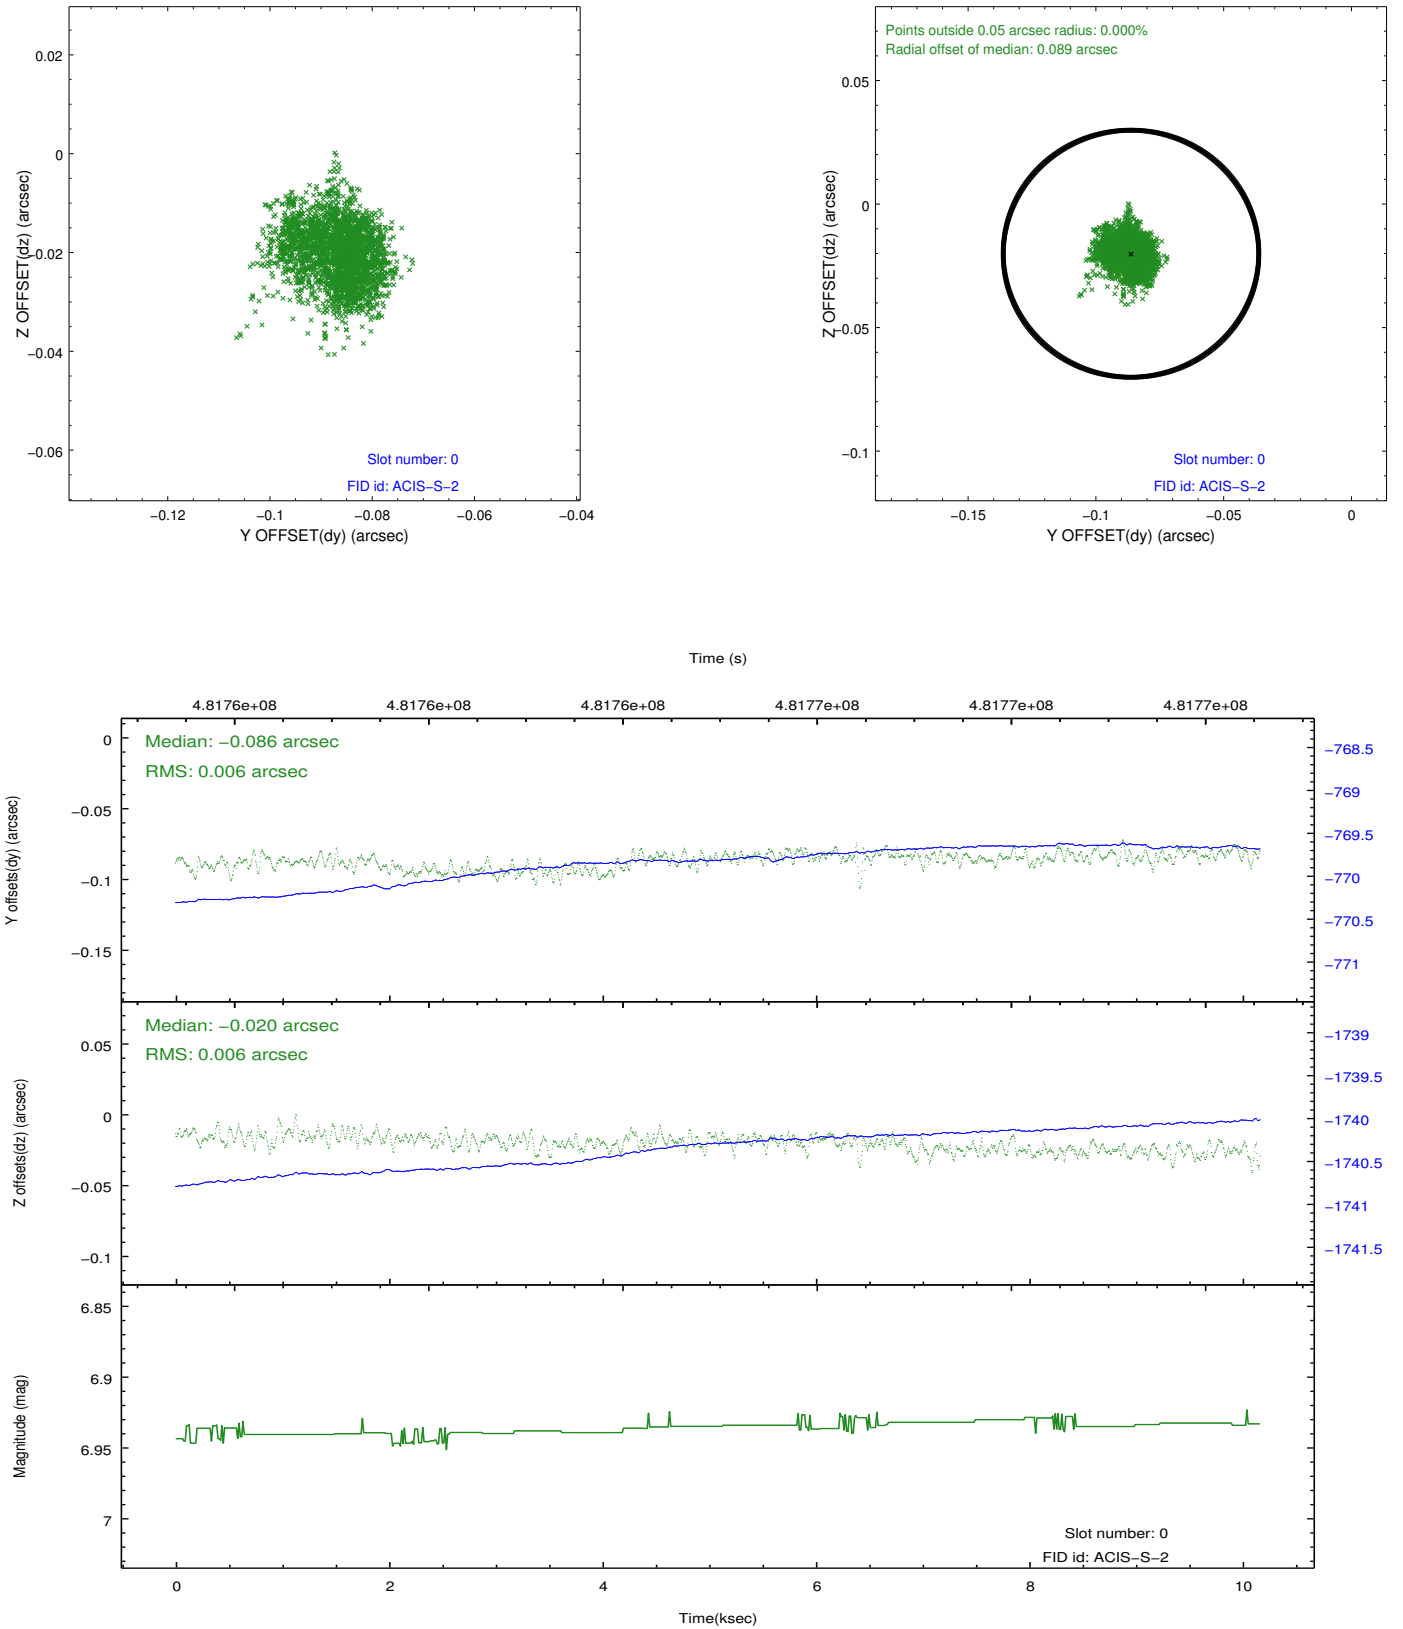 0.02
0
−0.02
−0.04
−0.06
Z OFFSET(dz) (arcsec)
Slot number: 0
FID id: ACIS−S−2
−0.12
−0.1
−0.08
−0.06
−0.04
Y OFFSET(dy) (arcsec)
Points outside 0.05 arcsec radius: 0.000%
Radial offset of median: 0.089 arcsec
0.05
0
−0.05
−0.1
Z OFFSET(dz) (arcsec)
Slot number: 0
FID id: ACIS−S−2
−0.15
−0.1
−0.05
0
Y OFFSET(dy) (arcsec)
Time (s)
4.8176e+08
4.8176e+08
4.8176e+08
4.8177e+08
4.8177e+08
4.8177e+08
Median: −0.086 arcsec
RMS: 0.006 arcsec
0
−0.05
−0.1
−0.15
Y offsets(dy) (arcsec)
−768.5
−769
−769.5
−770
−770.5
−771
Median: −0.020 arcsec
RMS: 0.006 arcsec
0.05
0
−0.05
−0.1
Z offsets(dz) (arcsec)
−1739
−1739.5
−1740
−1740.5
−1741
−1741.5
6.85
6.9
6.95
7
Magnitude (mag)
Slot number: 0
FID id: ACIS−S−2
0
2
4
6
8
10
Time(ksec)